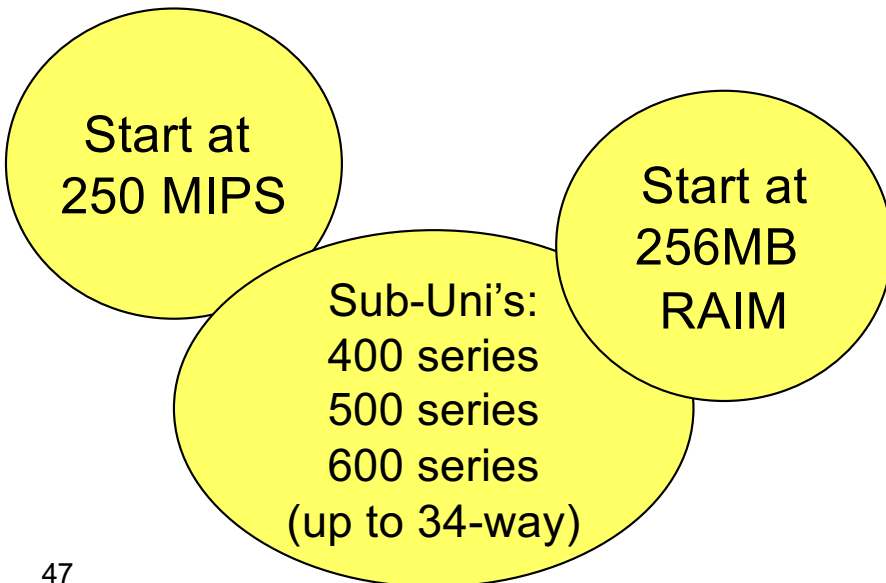 Start at
250 MIPS
Start at
256MB
RAIM
Sub-Uni's:
400 series
500 series
600 series
(up to 34-way)
47